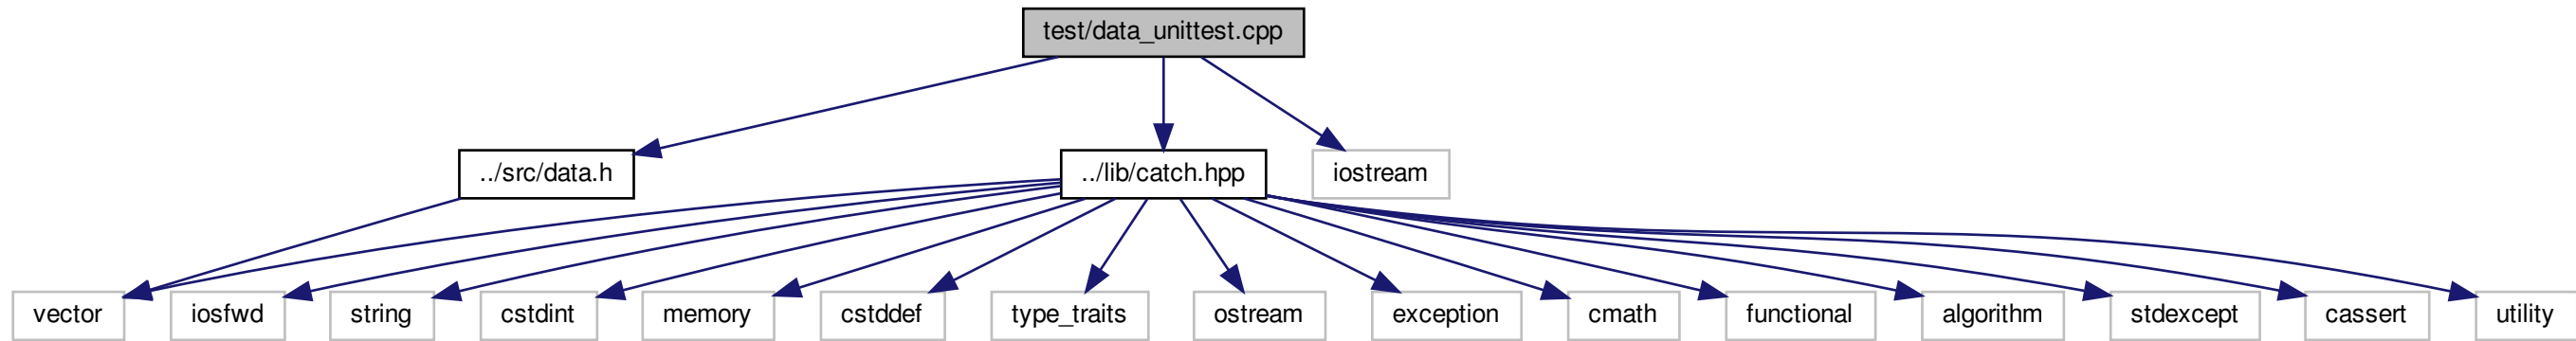 test/data_unittest.cpp
../src/data.h
../lib/catch.hpp
iostream
vector
iosfwd
string
cstdint
memory
cstddef
type_traits
ostream
exception
cmath
functional
algorithm
stdexcept
cassert
utility